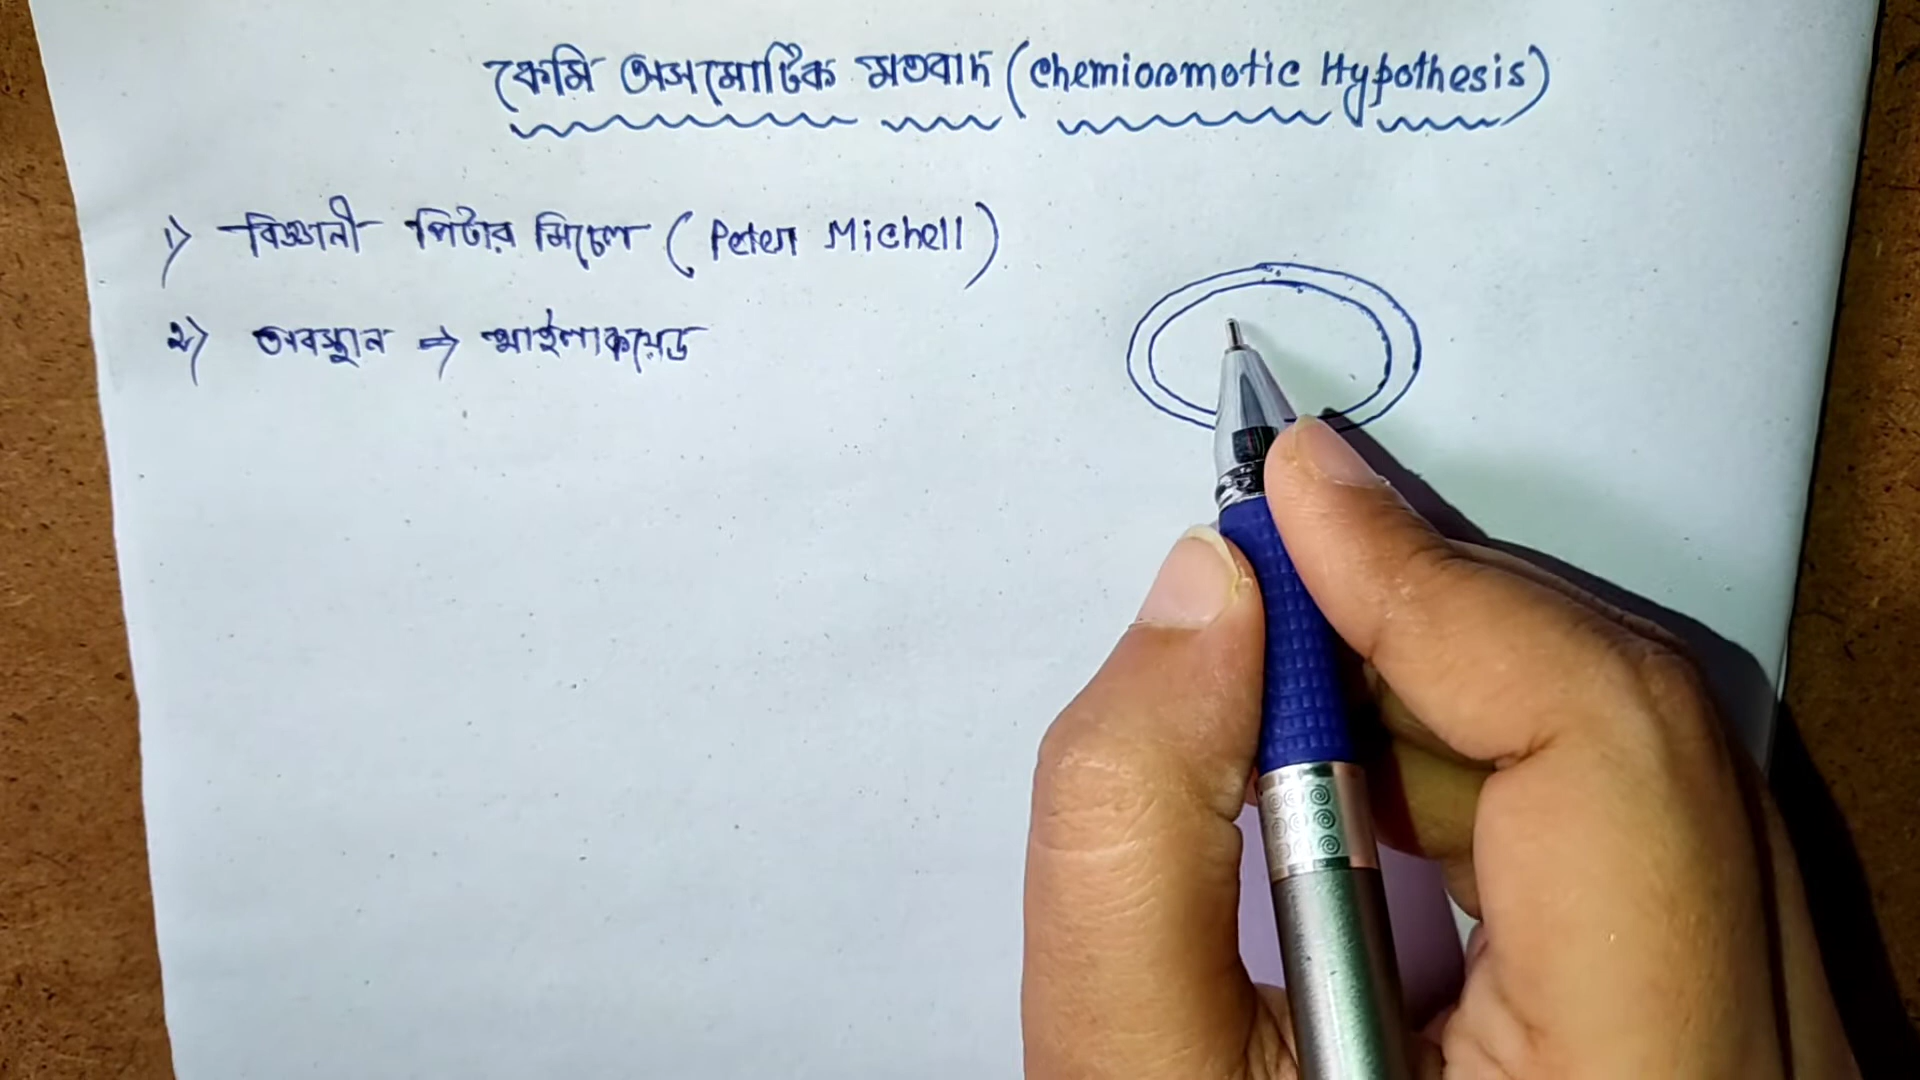 কেমি অসমোটিক মতবাদ (Chemiosmotic Hypothesis)
১) বিজ্ঞানী পিটার মিচেল (Peter Michell)
২) অবস্থান ⇒ থাইলাকয়েড